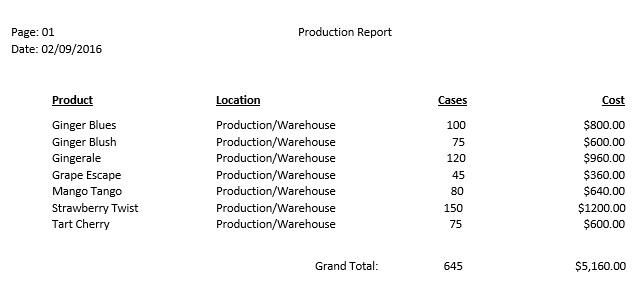 Page: 01 Production Report
Date: 02/09/2016
Product Location Cases Cost
Ginger Blues Production/Warehouse 100 $800.00
Ginger Blush Production/Warehouse 75 $600.00
Gingerale Production/Warehouse 120 $960.00
Grape Escape Production/Warehouse 45 $360.00
Mango Tango Production/Warehouse 80 $640.00
Strawberry Twist Production/Warehouse 150 $1200.00
Tart Cherry Production/Warehouse 75 $600.00
Grand Total: 645 $5,160.00